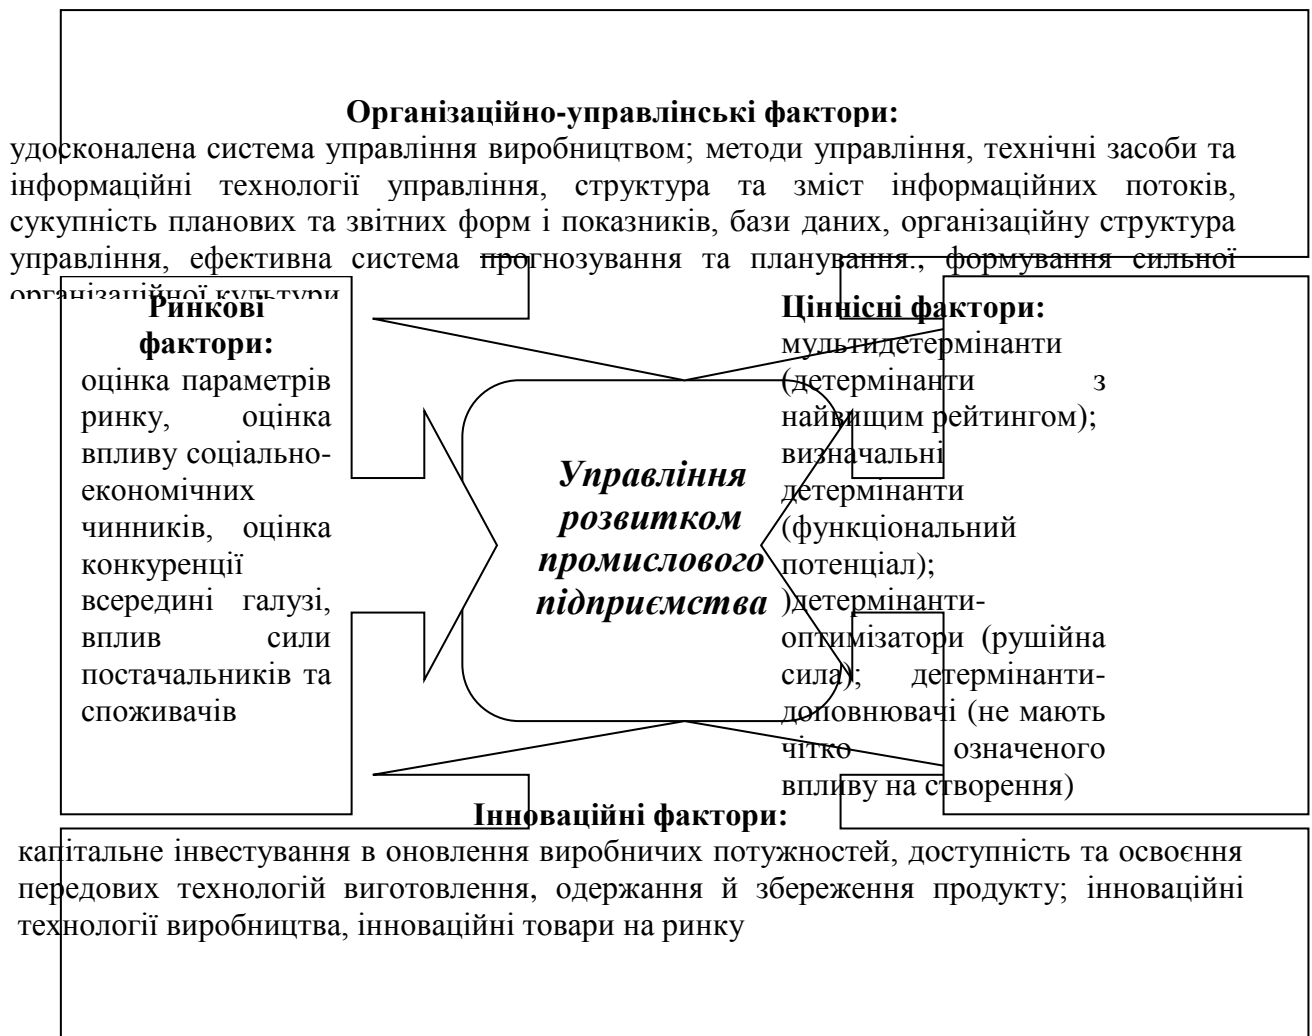 Організаційно-управлінські фактори:
удосконалена система управління виробництвом; методи управління, технічні засоби та
інформаційні технології управління, структура та зміст інформаційних потоків,
сукупність планових та звітних форм і показників, бази даних, організаційну структура
управління, ефективна система прогнозування та планування., формування сильної
організаційної культури
Ринкові
фактори:
оцінка параметрів
ринку, оцінка
впливу соціально-
економічних
чинників, оцінка
конкуренції
всередині галузі,
вплив сили
постачальників та
споживачів
Управління
розвитком
промислового
підприємства
Ціннісні фактори:
мультидетермінанти
(детермінанти з
найвищим рейтингом);
визначальні
детермінанти
(функціональний
потенціал);
)детермінанти-
оптимізатори (рушійна
сила); детермінанти-
доповнювачі (не мають
чітко означеного
впливу на створення)
Інноваційні фактори:
капітальне інвестування в оновлення виробничих потужностей, доступність та освоєння
передових технологій виготовлення, одержання й збереження продукту; інноваційні
технології виробництва, інноваційні товари на ринку